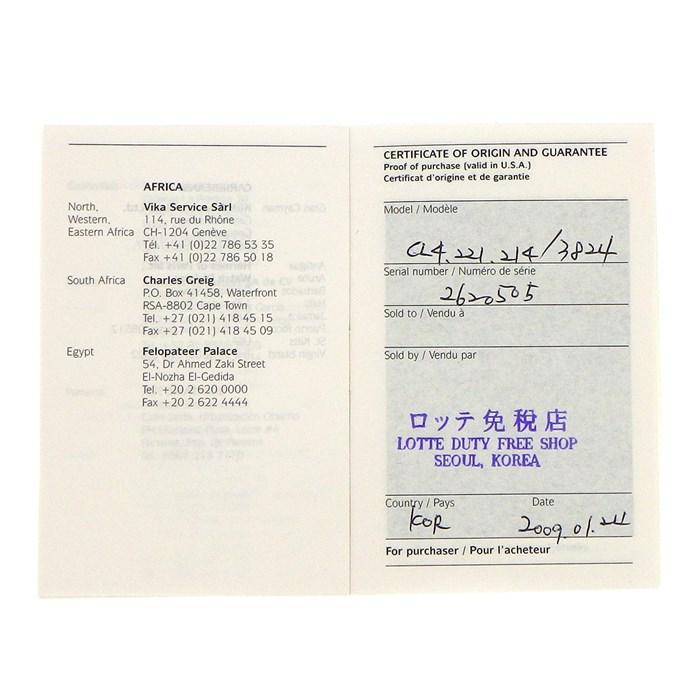 AFRICA
North, Vika Service Sàrl
Western, 114, rue du Rhône
Eastern Africa CH-1204 Genève
Tél. +41 (0)22 786 53 35
Fax +41 (0)22 786 50 18
South Africa Charles Greig
P.O. Box 41458, Waterfront
RSA-8802 Cape Town
Tel. +27 (021) 418 45 15
Fax +27 (021) 418 45 09
Egypt Felopateer Palace
54, Dr Ahmed Zaki Street
El-Nozha El-Gedida
Tel. +20 2 620 0000
Fax +20 2 622 4444
CERTIFICATE OF ORIGIN AND GUARANTEE
Proof of purchase (valid in U.S.A.)
Certificat d'origine et de garantie
Model / Modèle
CL4.221.214/3824
Serial number / Numéro de série
2620505
Sold to / Vendu à
Sold by / Vendu par
ロッテ免税店
LOTTE DUTY FREE SHOP
SEOUL, KOREA
Country / Pays Date
KOR 2009.01.24
For purchaser / Pour l'acheteur